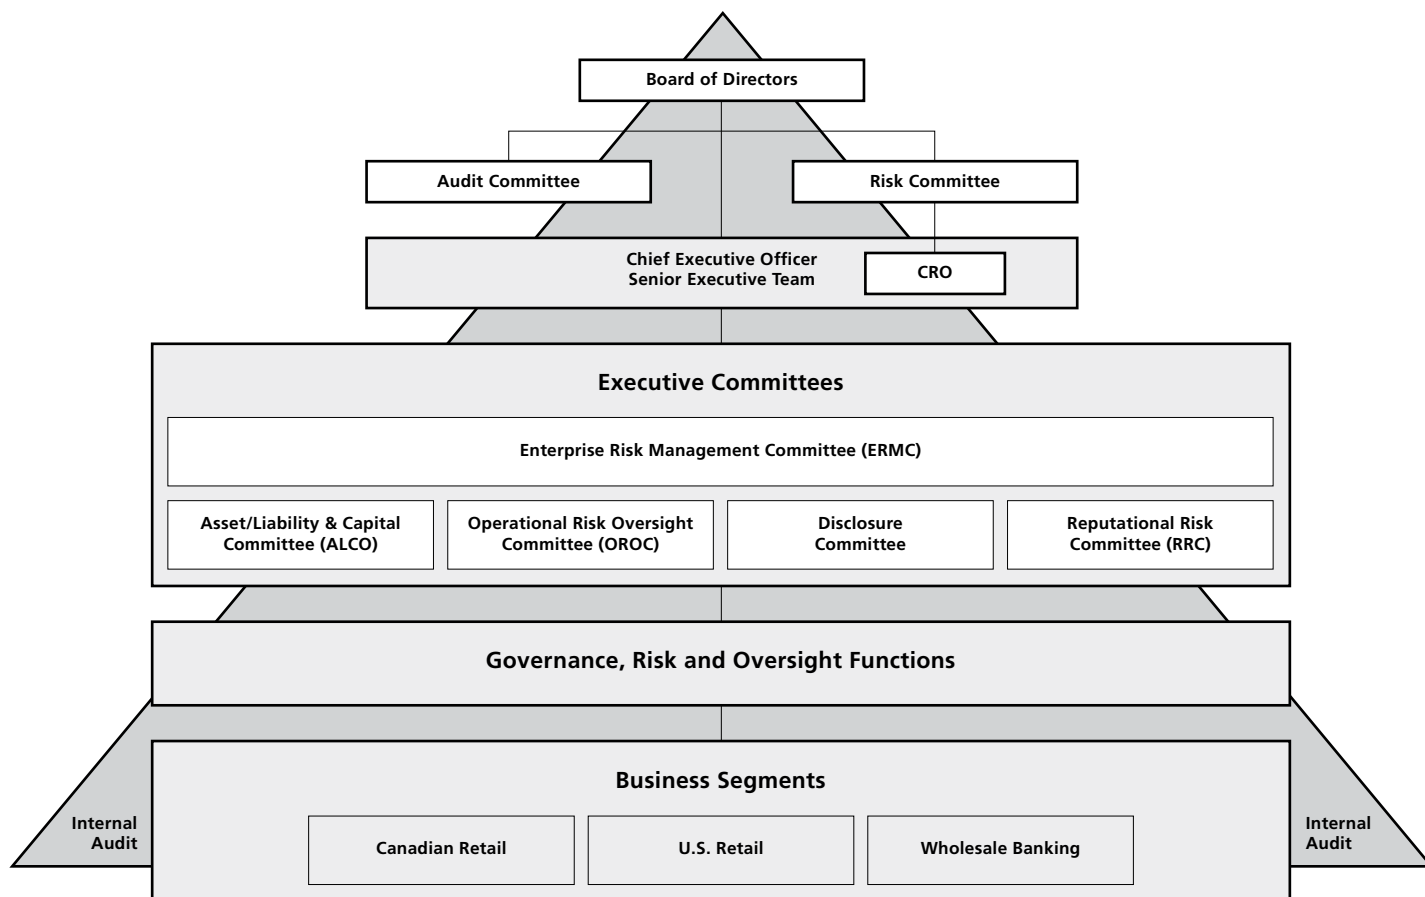 Board of Directors
Audit Committee
Risk Committee
Chief Executive Officer
Senior Executive Team
CRO
Executive Committees
Enterprise Risk Management Committee (ERMC)
Asset/Liability & Capital
Committee (ALCO)
Operational Risk Oversight
Committee (OROC)
Disclosure
Committee
Reputational Risk
Committee (RRC)
Governance, Risk and Oversight Functions
Business Segments
Internal
Audit
Canadian Retail
U.S. Retail
Wholesale Banking
Internal
Audit